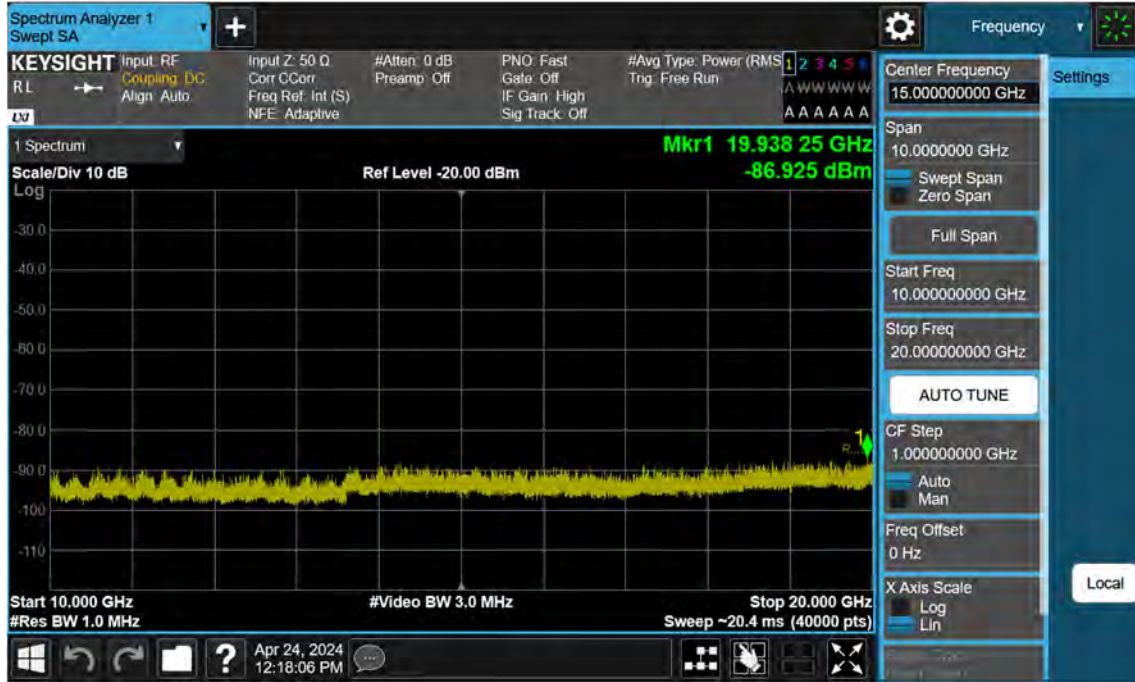 Spectrum Analyzer 1
Swept SA
Frequency
KEYSIGHT
RL
LXI
Input: RF
Coupling: DC
Align: Auto
Input Z: 50 Ω
Corr CCorr
Freq Ref: Int (S)
NFE: Adaptive
#Atten: 0 dB
Preamp: Off
PNO: Fast
Gate: Off
IF Gain: High
Sig Track: Off
#Avg Type: Power (RMS
Trig: Free Run
1 2 3 4 5 6
A W W W W W
A A A A A A
1 Spectrum
Scale/Div 10 dB
Log
Ref Level -20.00 dBm
Mkr1 19.938 25 GHz
-86.925 dBm
-30.0
-40.0
-50.0
-60.0
-70.0
-80.0
-90.0
-100
-110
1
Start 10.000 GHz
#Res BW 1.0 MHz
#Video BW 3.0 MHz
Stop 20.000 GHz
Sweep ~20.4 ms (40000 pts)
?
Apr 24, 2024
12:18:06 PM
Center Frequency
15.000000000 GHz
Span
10.0000000 GHz
Swept Span
Zero Span
Full Span
Start Freq
10.000000000 GHz
Stop Freq
20.000000000 GHz
AUTO TUNE
CF Step
1.000000000 GHz
Auto
Man
Freq Offset
0 Hz
X Axis Scale
Log
Lin
Settings
Local